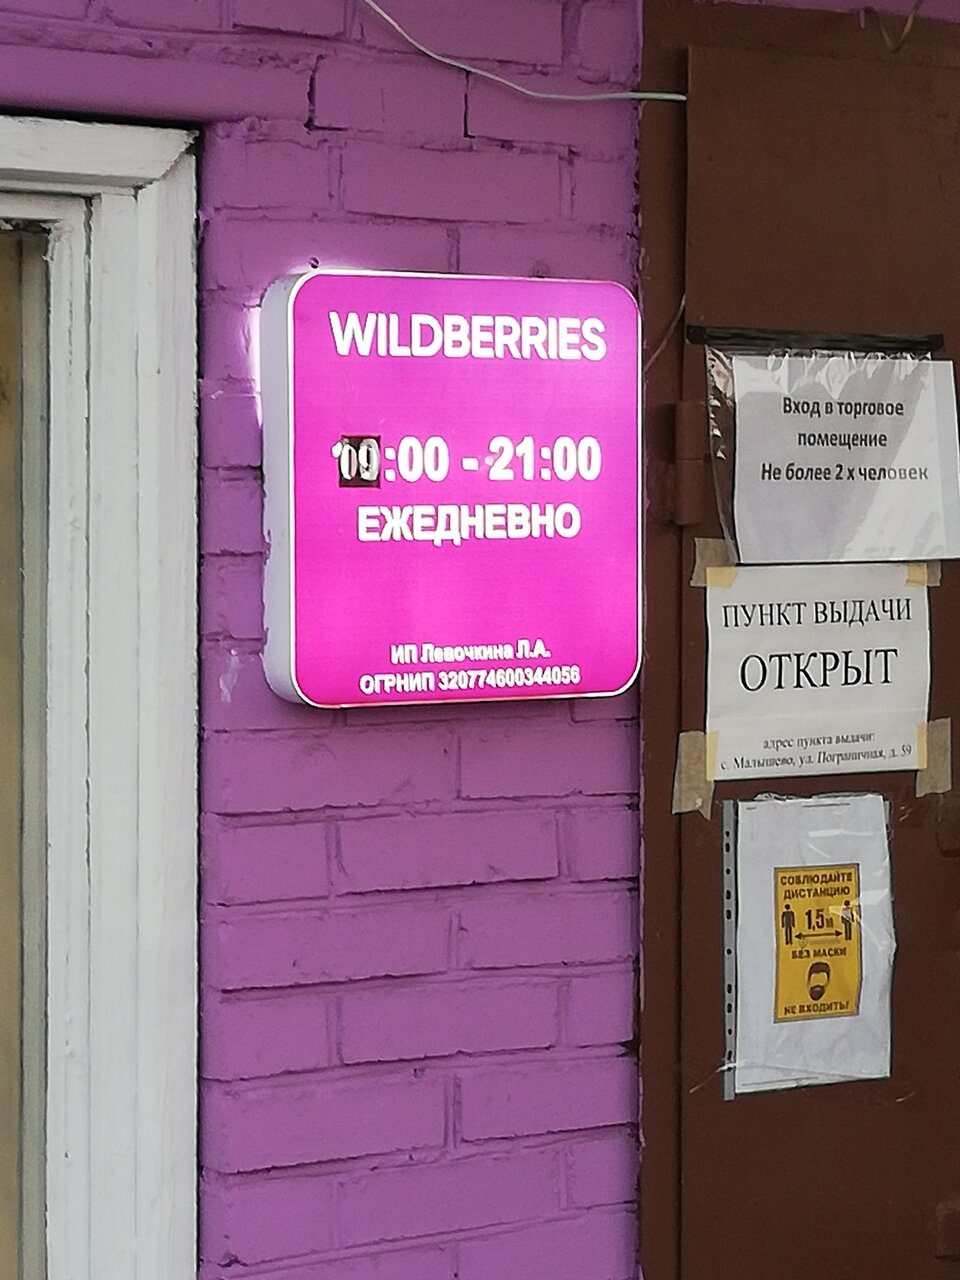 WILDBERRIES
09:00 - 21:00
ЕЖЕДНЕВНО
ИП Левочкина Л.А.
ОГРНИП 320774600344056
Вход в торговое
помещение
Не более 2 х человек
ПУНКТ ВЫДАЧИ
ОТКРЫТ
адрес пункта выдачи:
с. Малышево, ул. Пограничная, д. 59
СОБЛЮДАЙТЕ
ДИСТАНЦИЮ
1,5м
БЕЗ МАСКИ
НЕ ВХОДИТЬ!